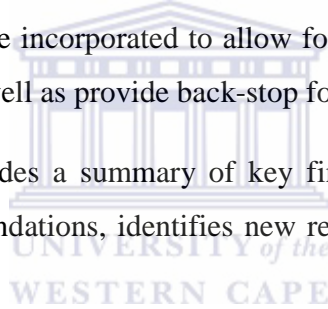 e incorporated to allow fo
ell as provide back-stop fo
des a summary of key fi
ndations, identifies new re
UNIVERSITY of the
WESTERN CAPE